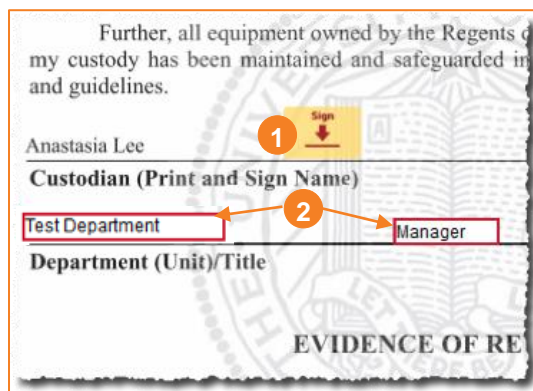 Further, all equipment owned by the Regents
my custody has been maintained and safeguarded in
and guidelines.
Sign
1
Anastasia Lee
Custodian (Print and Sign Name)
2
Test Department Manager
Department (Unit)/Title
EVIDENCE OF RE